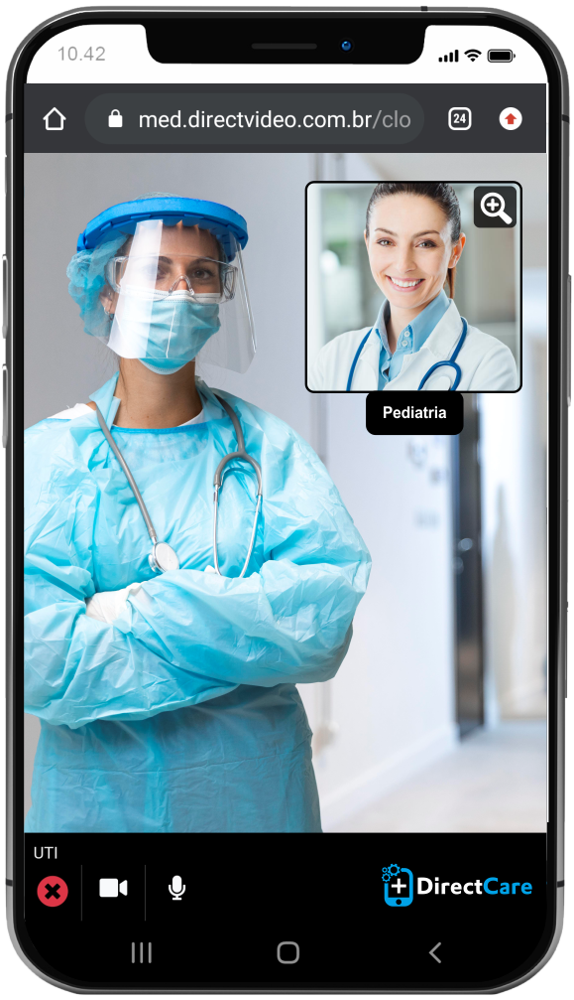 10.42
med.directvideo.com.br/clo
24
Pediatria
UTI
DirectCare